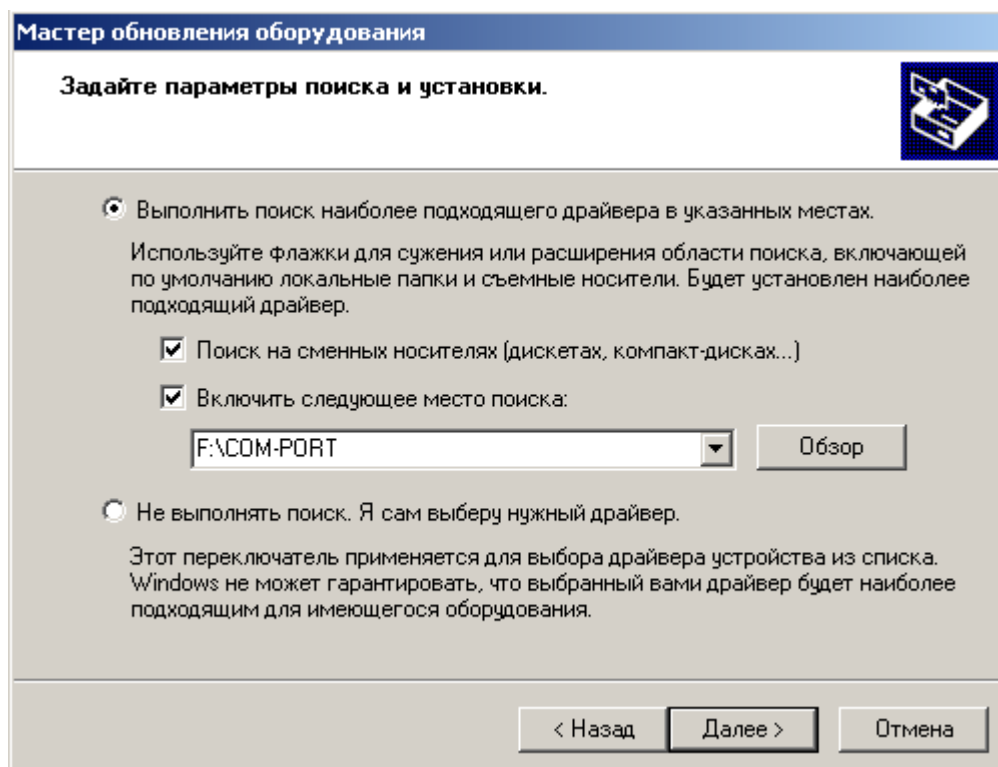 Мастер обновления оборудования
Задайте параметры поиска и установки.
Выполнить поиск наиболее подходящего драйвера в указанных местах.
Используйте флажки для сужения или расширения области поиска, включающей
по умолчанию локальные папки и съемные носители. Будет установлен наиболее
подходящий драйвер.
Поиск на сменных носителях (дискетах, компакт-дисках...)
Включить следующее место поиска:
F:\COM-PORT
Обзор
Не выполнять поиск. Я сам выберу нужный драйвер.
Этот переключатель применяется для выбора драйвера устройства из списка.
Windows не может гарантировать, что выбранный вами драйвер будет наиболее
подходящим для имеющегося оборудования.
< Назад Далее > Отмена